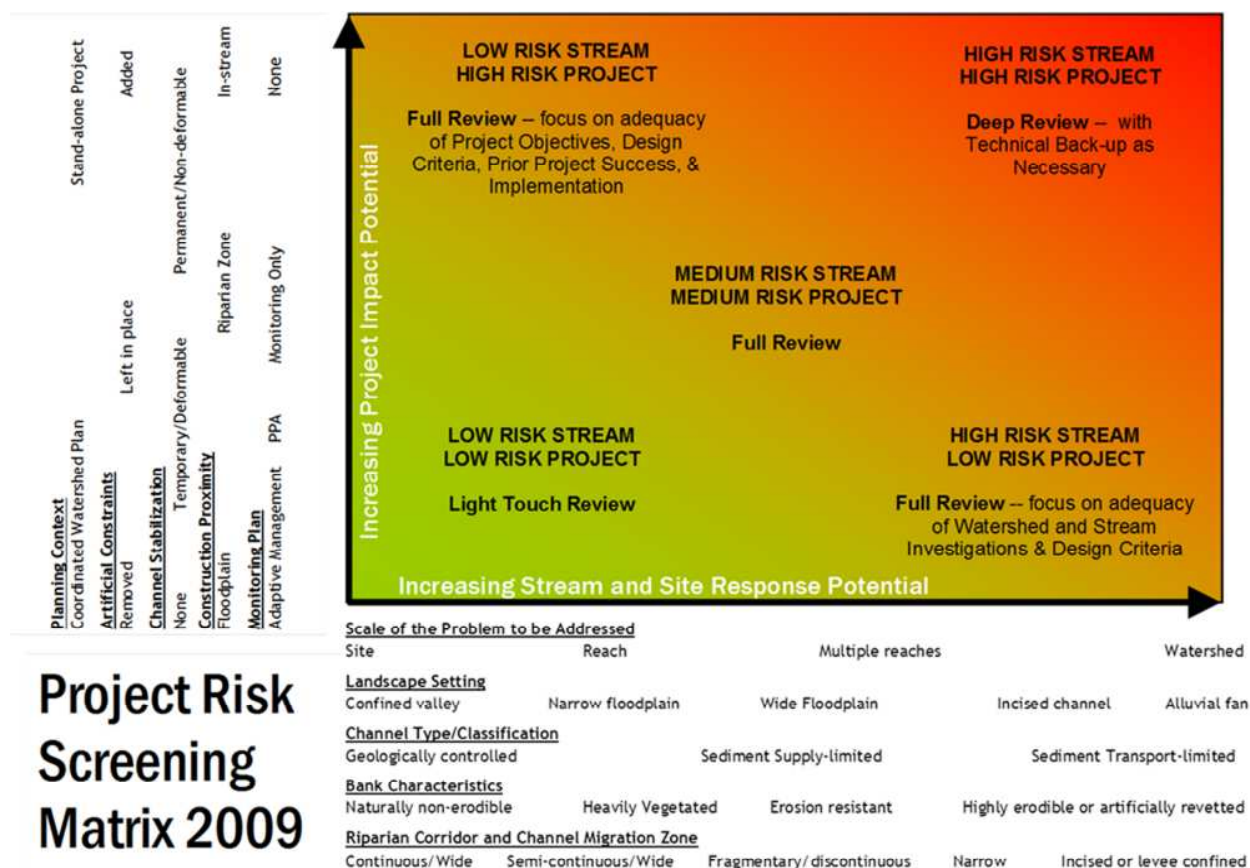 LOW RISK STREAM
HIGH RISK PROJECT
Full Review – focus on adequacy
of Project Objectives, Design
Criteria, Prior Project Success, &
Implementation
HIGH RISK STREAM
HIGH RISK PROJECT
Deep Review – with
Technical Back-up as
Necessary
MEDIUM RISK STREAM
MEDIUM RISK PROJECT
Full Review
LOW RISK STREAM
LOW RISK PROJECT
Light Touch Review
HIGH RISK STREAM
LOW RISK PROJECT
Full Review -- focus on adequacy
of Watershed and Stream
Investigations & Design Criteria
Increasing Project Impact Potential
Increasing Stream and Site Response Potential
Planning Context
Coordinated Watershed Plan Stand-alone Project
Artificial Constraints
Removed Left in place Added
Channel Stabilization
None Temporary/Deformable Permanent/Non-deformable
Construction Proximity
Floodplain Riparian Zone In-stream
Monitoring Plan
Adaptive Management PPA Monitoring Only None
Scale of the Problem to be Addressed
Site Reach Multiple reaches Watershed
Landscape Setting
Confined valley Narrow floodplain Wide Floodplain Incised channel Alluvial fan
Channel Type/Classification
Geologically controlled Sediment Supply-limited Sediment Transport-limited
Bank Characteristics
Naturally non-erodible Heavily Vegetated Erosion resistant Highly erodible or artificially revetted
Riparian Corridor and Channel Migration Zone
Continuous/Wide Semi-continuous/Wide Fragmentary/discontinuous Narrow Incised or levee confined
Project Risk
Screening
Matrix 2009